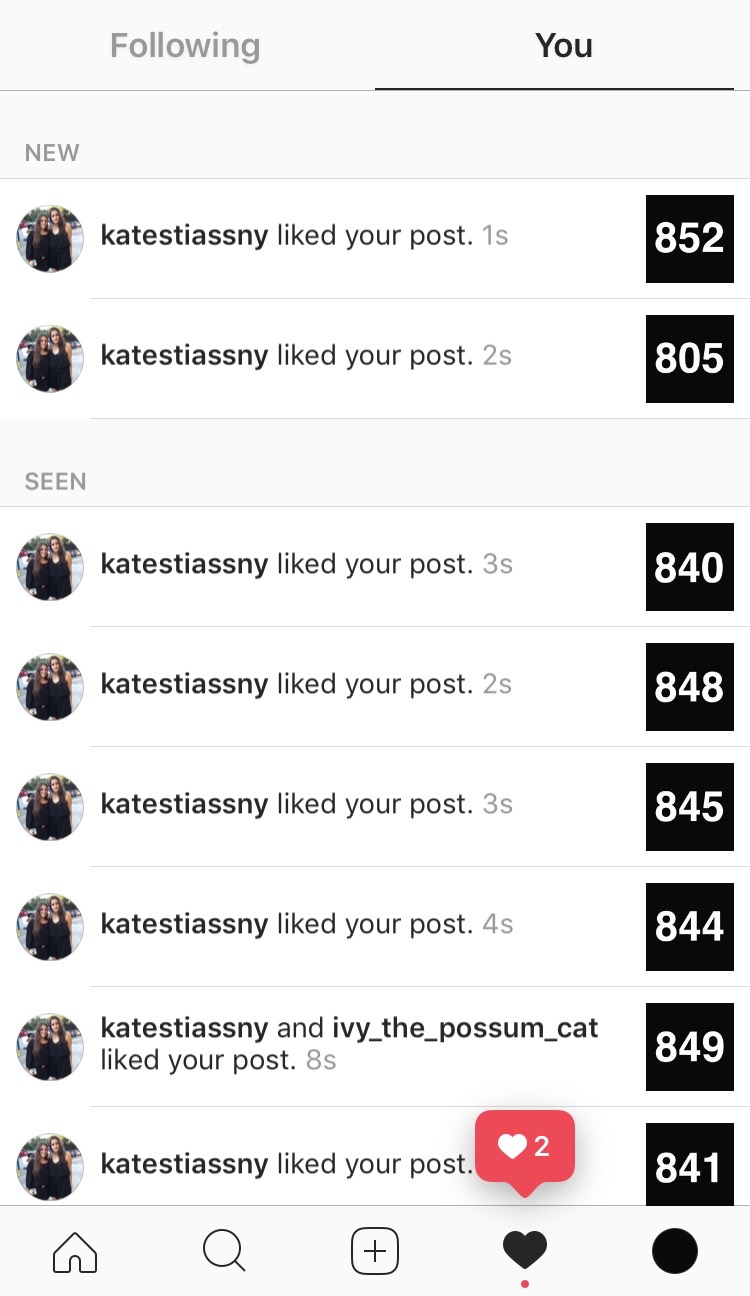 Following You
NEW
katestiassny liked your post. 1s 852
katestiassny liked your post. 2s 805
SEEN
katestiassny liked your post. 3s 840
katestiassny liked your post. 2s 848
katestiassny liked your post. 3s 845
katestiassny liked your post. 4s 844
katestiassny and ivy_the_possum_cat
liked your post. 8s 849
katestiassny liked your post. 841
2